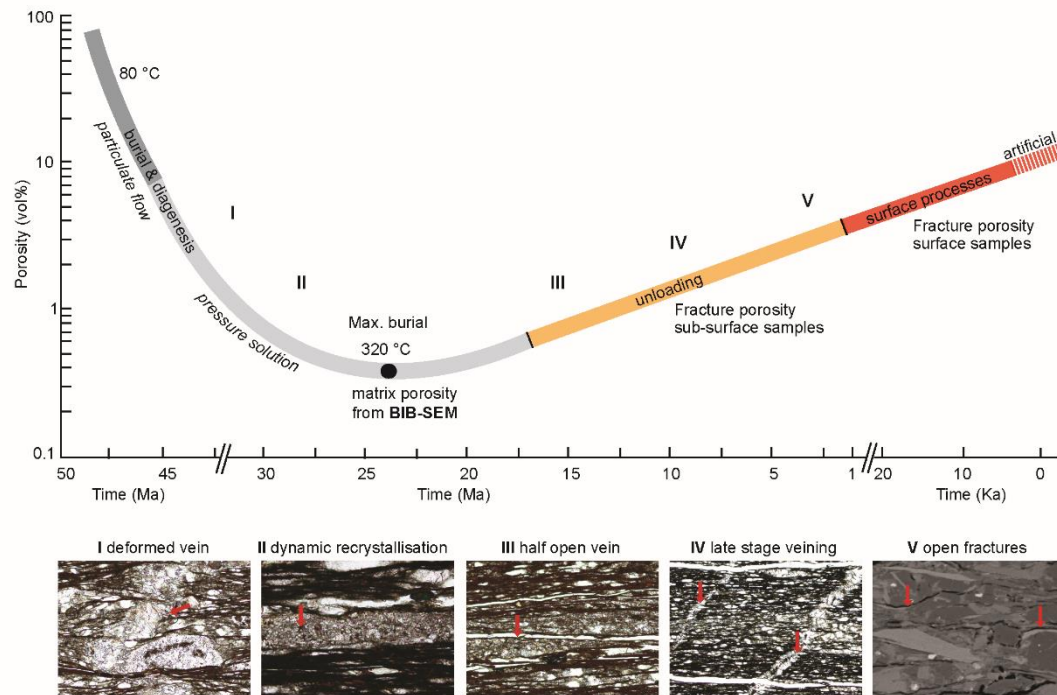 100
80 °C
burial & diagenesis
particulate flow
artificial
10
Porosity (vol%)
I
V
surface processes
Fracture porosity
surface samples
IV
II
III
unloading
Fracture porosity
sub-surface samples
1
pressure solution
Max. burial
320 °C
matrix porosity
from BIB-SEM
0.1
50 45 30 25 20 15 10 5 1 20 10 0
Time (Ma) Time (Ma) Time (Ka)
I deformed vein
II dynamic recrystallisation
III half open vein
IV late stage veining
V open fractures